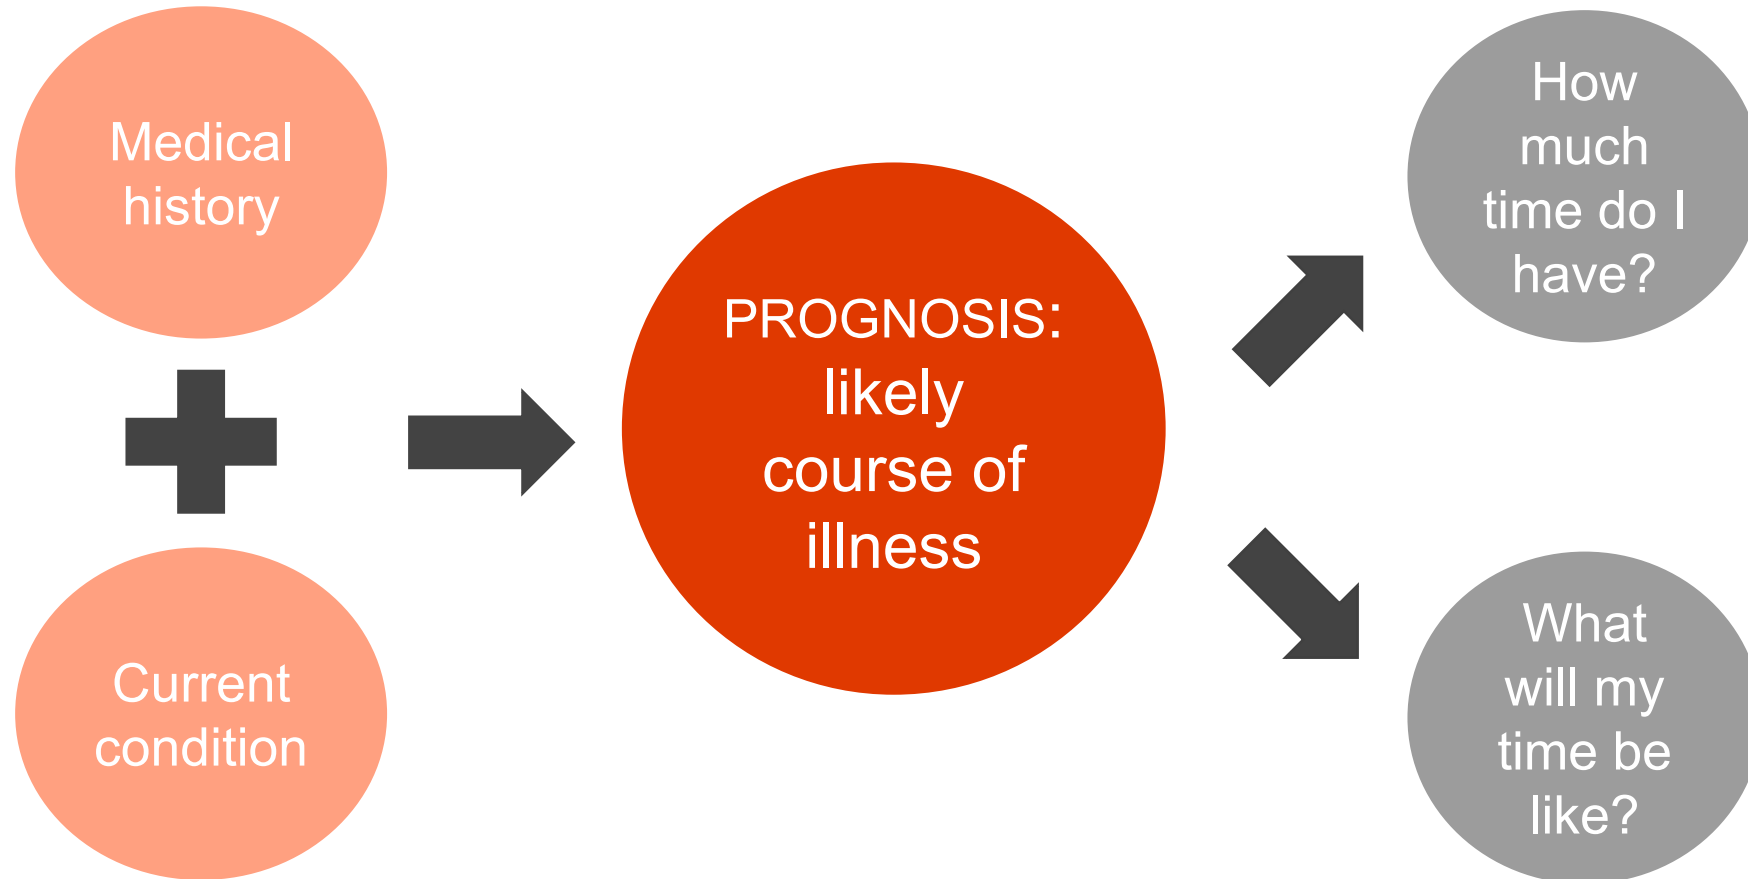 Medical
history
Current
condition
PROGNOSIS:
likely
course of
illness
How
much
time do I
have?
What
will my
time be
like?